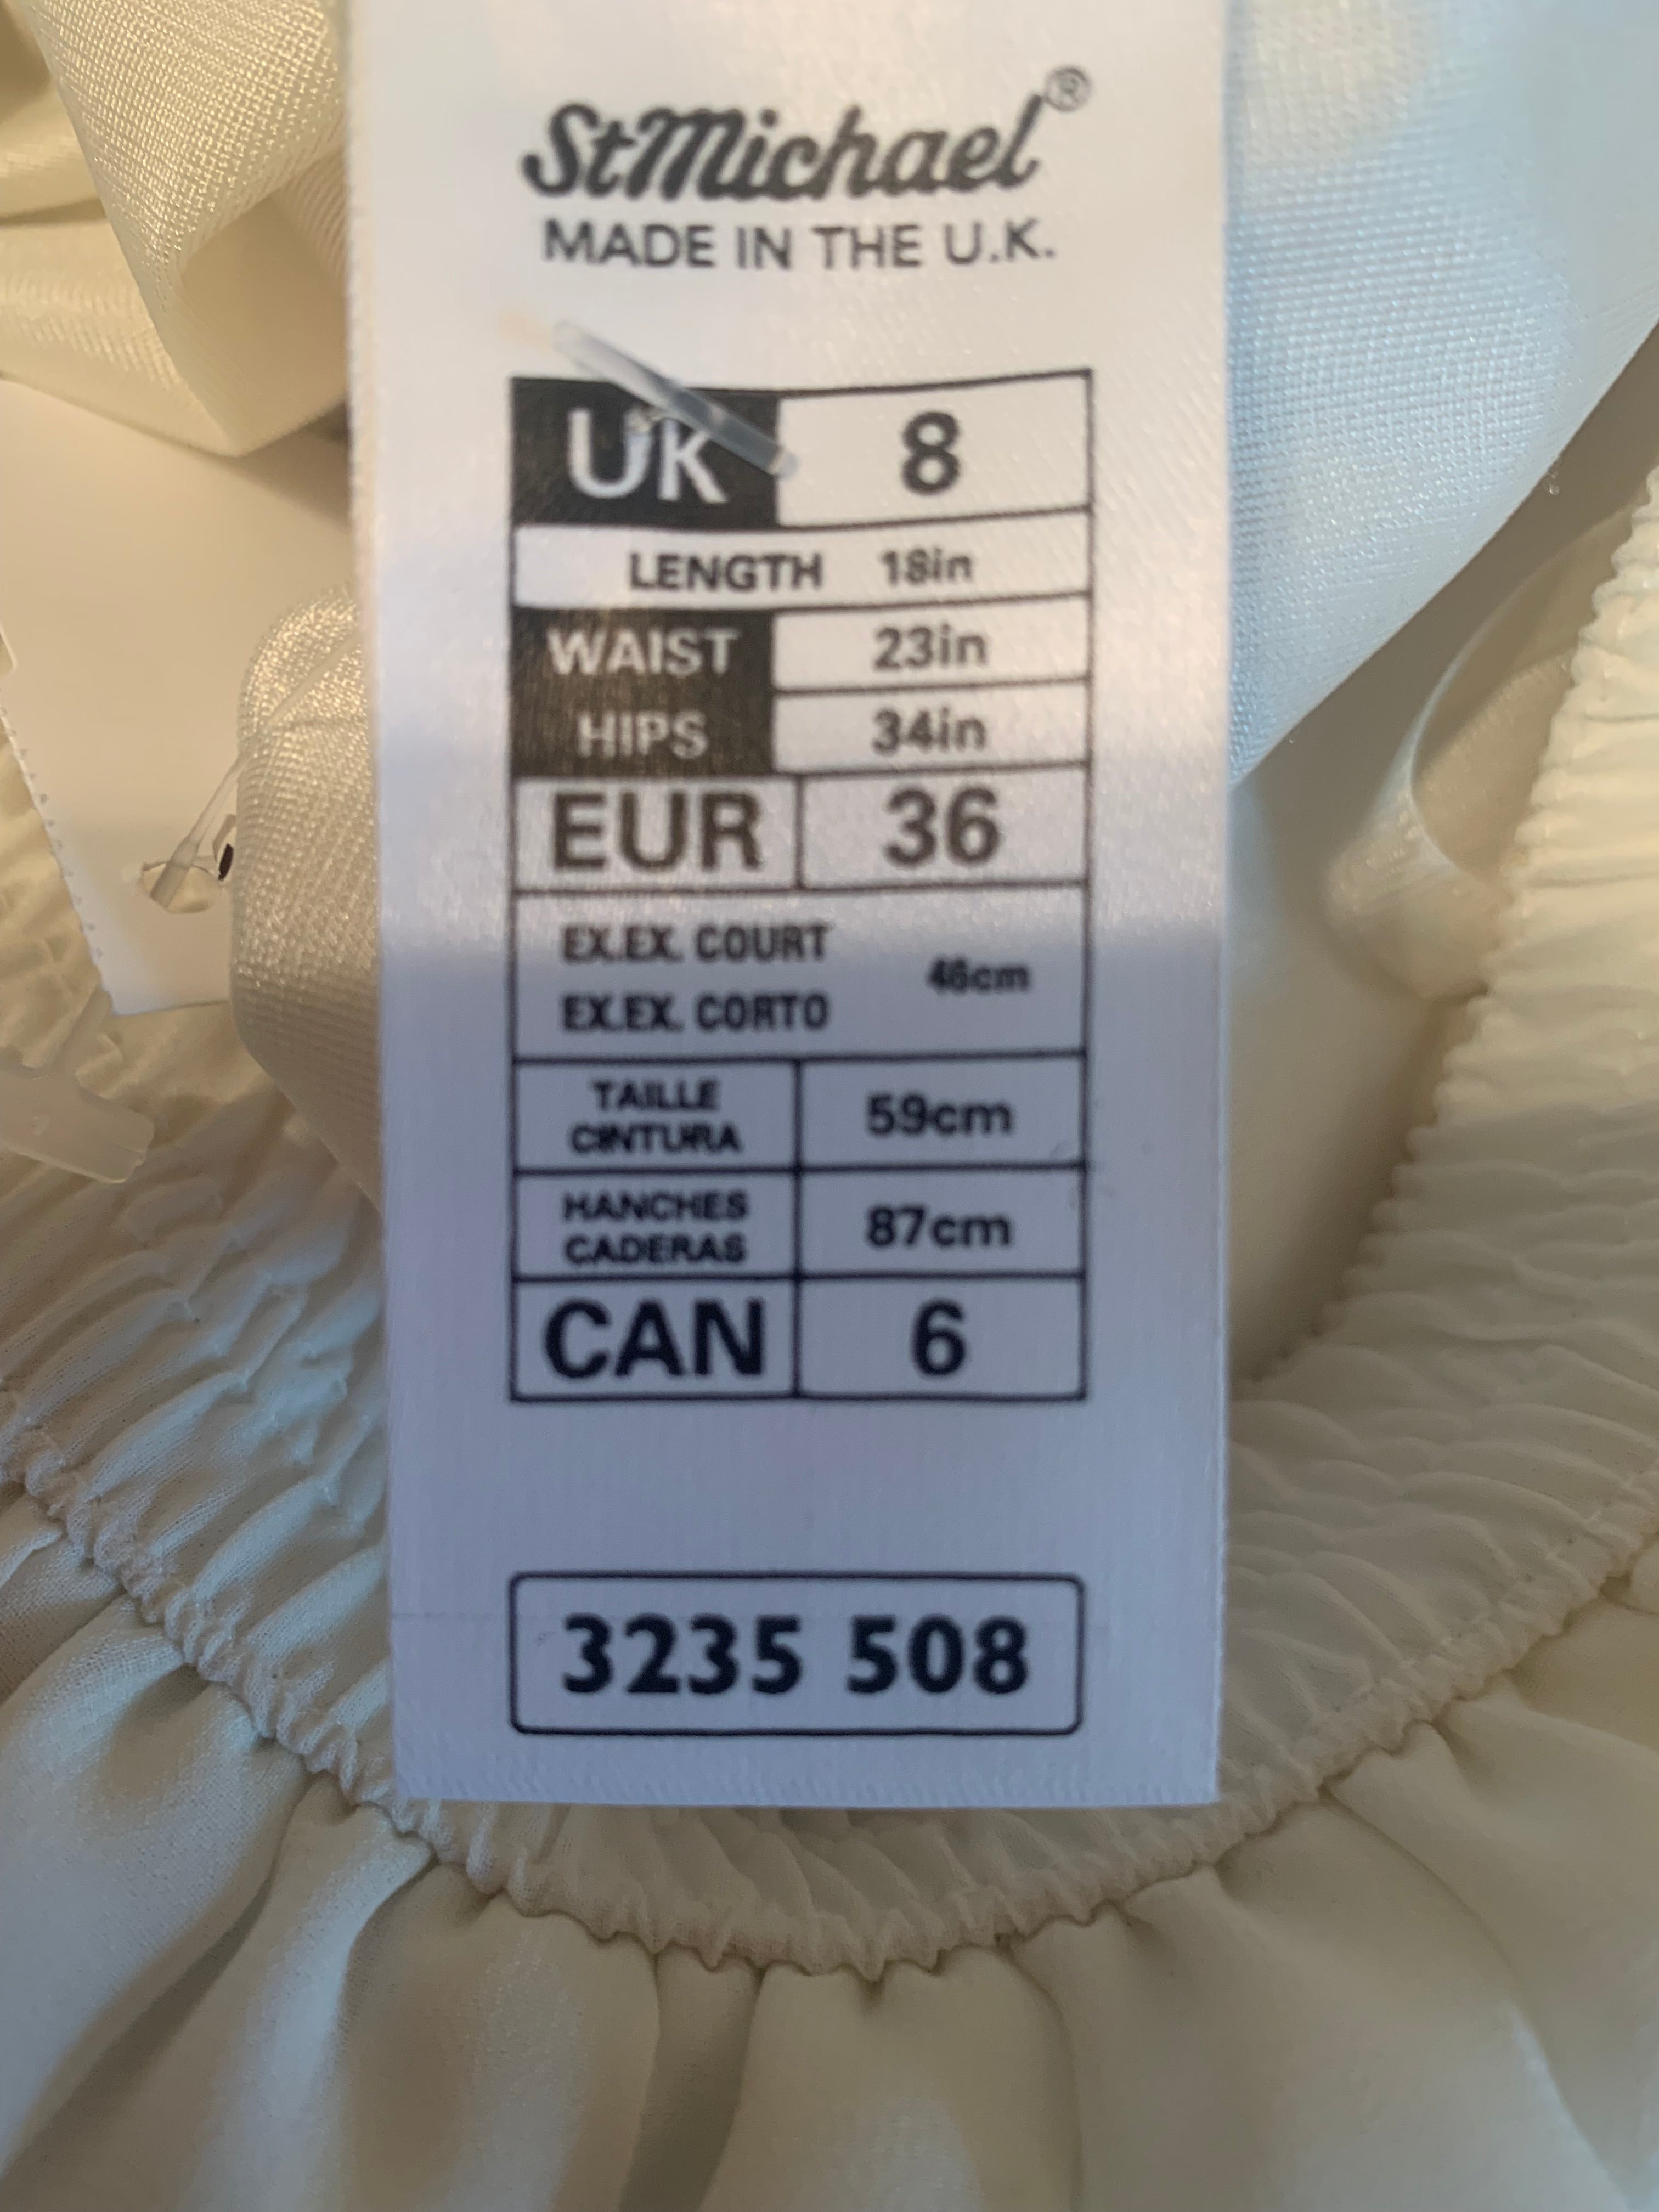 StMichael®
MADE IN THE U.K.
UK 8
LENGTH 18in
WAIST 23in
HIPS 34in
EUR 36
EX.EX. COURT
46cm
EX.EX. CORTO
TAILLE
CINTURA
59cm
HANCHES
CADERAS
87cm
CAN 6
3235 508